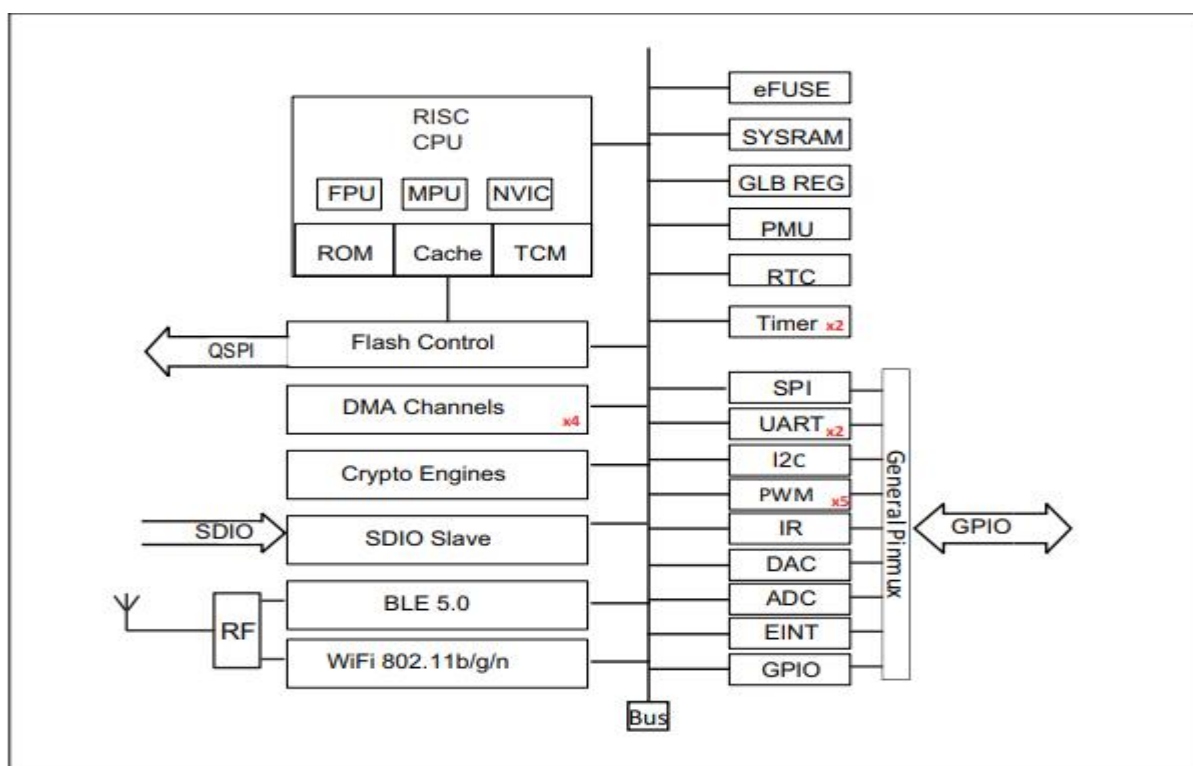 RISC
CPU
FPU MPU NVIC
ROM Cache TCM
QSPI
Flash Control
DMA Channels x4
Crypto Engines
SDIO
SDIO Slave
BLE 5.0
RF
WiFi 802.11b/g/n
Bus
eFUSE
SYSRAM
GLB REG
PMU
RTC
Timer x2
SPI
UART x2
I2C
PWM x5
IR
DAC
ADC
EINT
GPIO
General Pinmux
GPIO